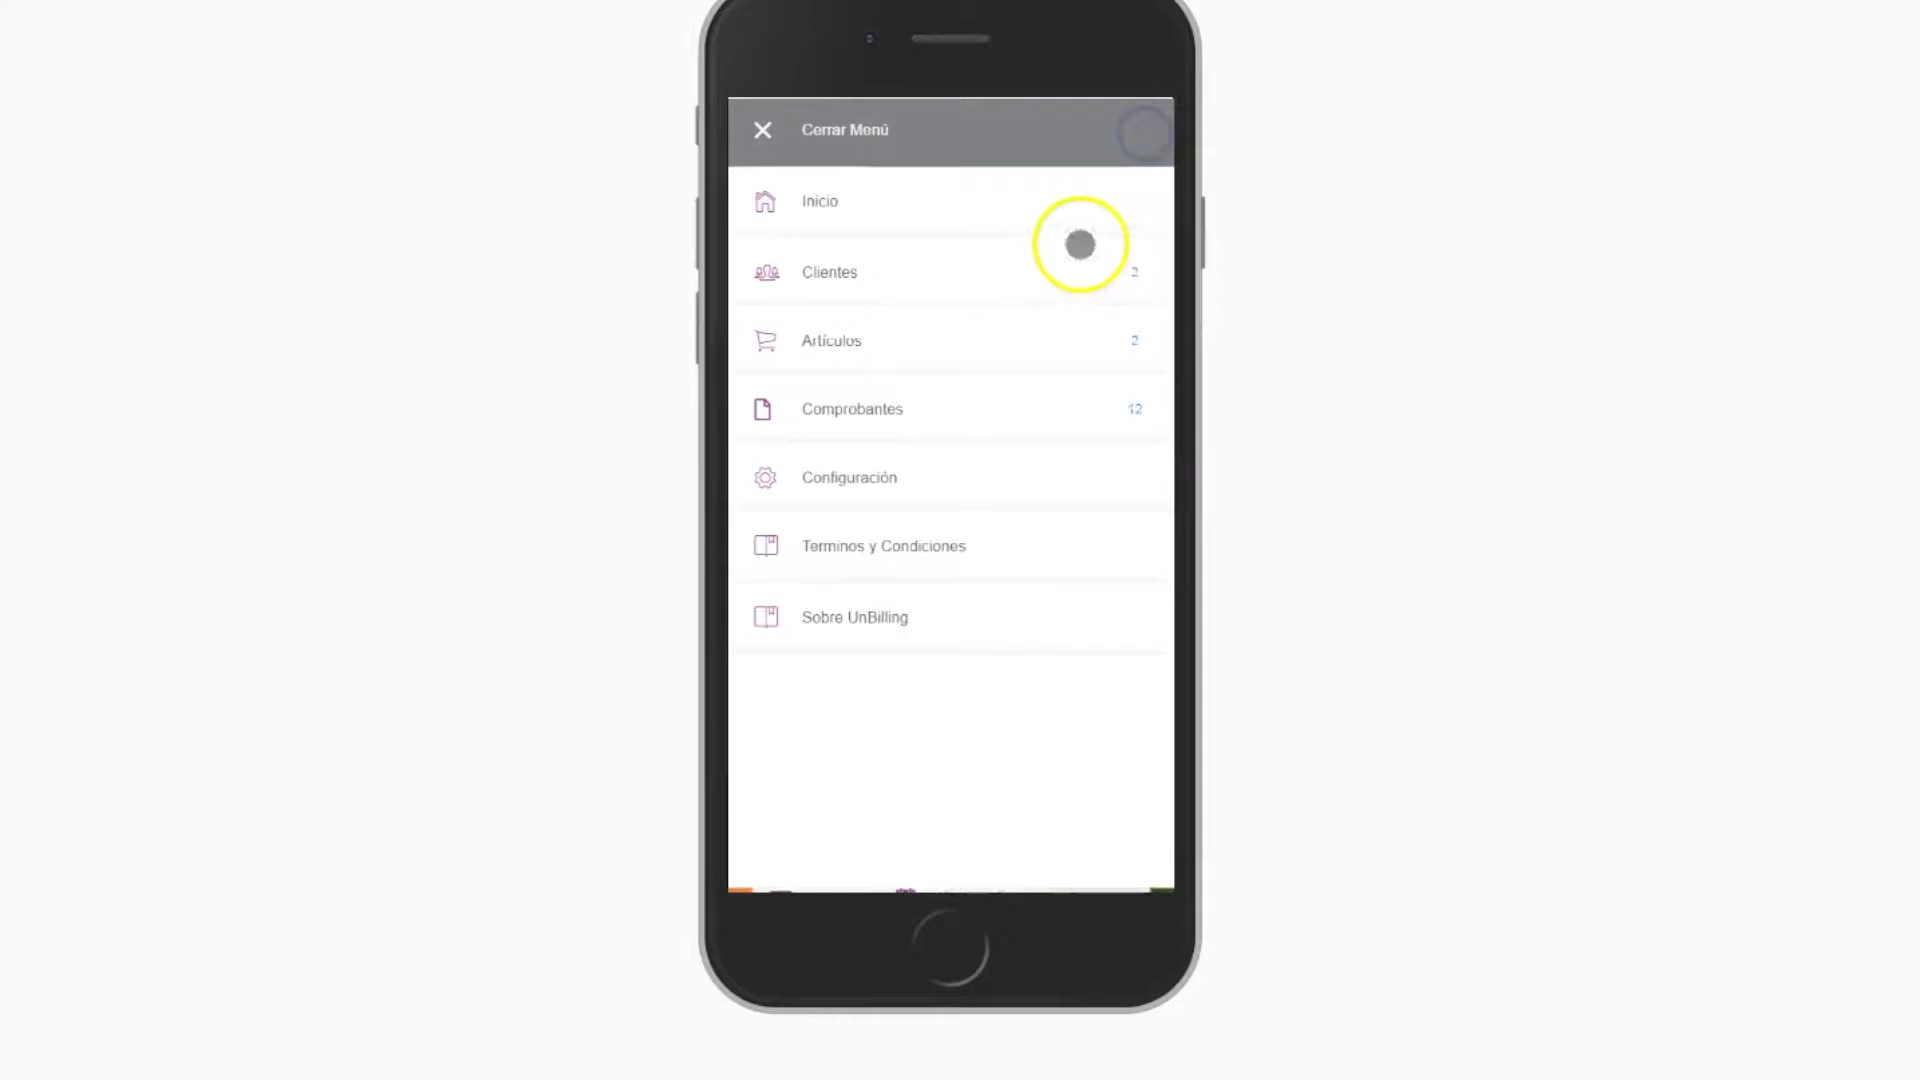 Cerrar Menú
Inicio
Clientes 2
Artículos 2
Comprobantes 12
Configuración
Terminos y Condiciones
Sobre UnBilling